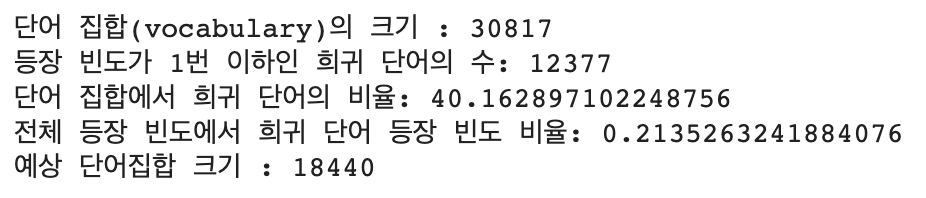 단어 집합(vocabulary)의 크기 : 30817
등장 빈도가 1번 이하인 희귀 단어의 수: 12377
단어 집합에서 희귀 단어의 비율: 40.162897102248756
전체 등장 빈도에서 희귀 단어 등장 빈도 비율: 0.2135263241884076
예상 단어집합 크기 : 18440